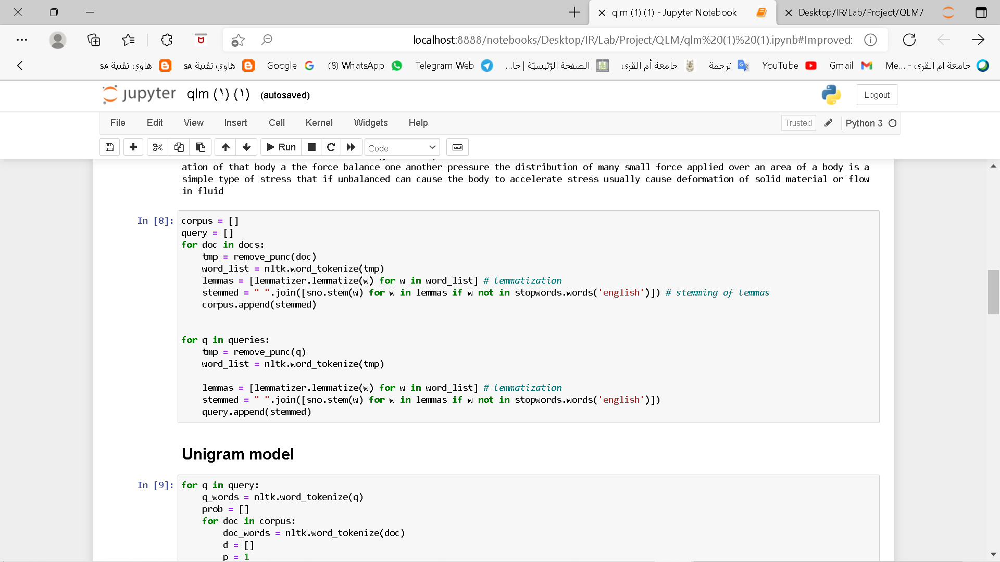 qlm (1) (1) - Jupyter Notebook
Desktop/IR/Lab/Project/QLM/
localhost:8888/notebooks/Desktop/IR/Lab/Project/QLM/qlm%20(1)%20(1).ipynb#Improved:
هاوي تقنية SA
هاوي تقنية SA
Google
(8) WhatsApp
Telegram Web
الصفحة الرّئيسيّة | جا...
جامعة أم القرى
ترجمة
YouTube
Gmail
جامعة ام القرى - Me...
jupyter qlm (١) (١) (autosaved)
Logout
File Edit View Insert Cell Kernel Widgets Help
Trusted Python 3
Run Code
ation of that body a the force balance one another pressure the distribution of many small force applied over an area of a body is a
simple type of stress that if unbalanced can cause the body to accelerate stress usually cause deformation of solid material or flow
in fluid
In [8]: corpus = []
query = []
for doc in docs:
    tmp = remove_punc(doc)
    word_list = nltk.word_tokenize(tmp)
    lemmas = [lemmatizer.lemmatize(w) for w in word_list] # lemmatization
    stemmed = " ".join([sno.stem(w) for w in lemmas if w not in stopwords.words('english')]) # stemming of lemmas
    corpus.append(stemmed)
for q in queries:
    tmp = remove_punc(q)
    word_list = nltk.word_tokenize(tmp)
    lemmas = [lemmatizer.lemmatize(w) for w in word_list] # lemmatization
    stemmed = " ".join([sno.stem(w) for w in lemmas if w not in stopwords.words('english')])
    query.append(stemmed)
Unigram model
In [9]: for q in query:
    q_words = nltk.word_tokenize(q)
    prob = []
    for doc in corpus:
        doc_words = nltk.word_tokenize(doc)
        d = []
        p = 1